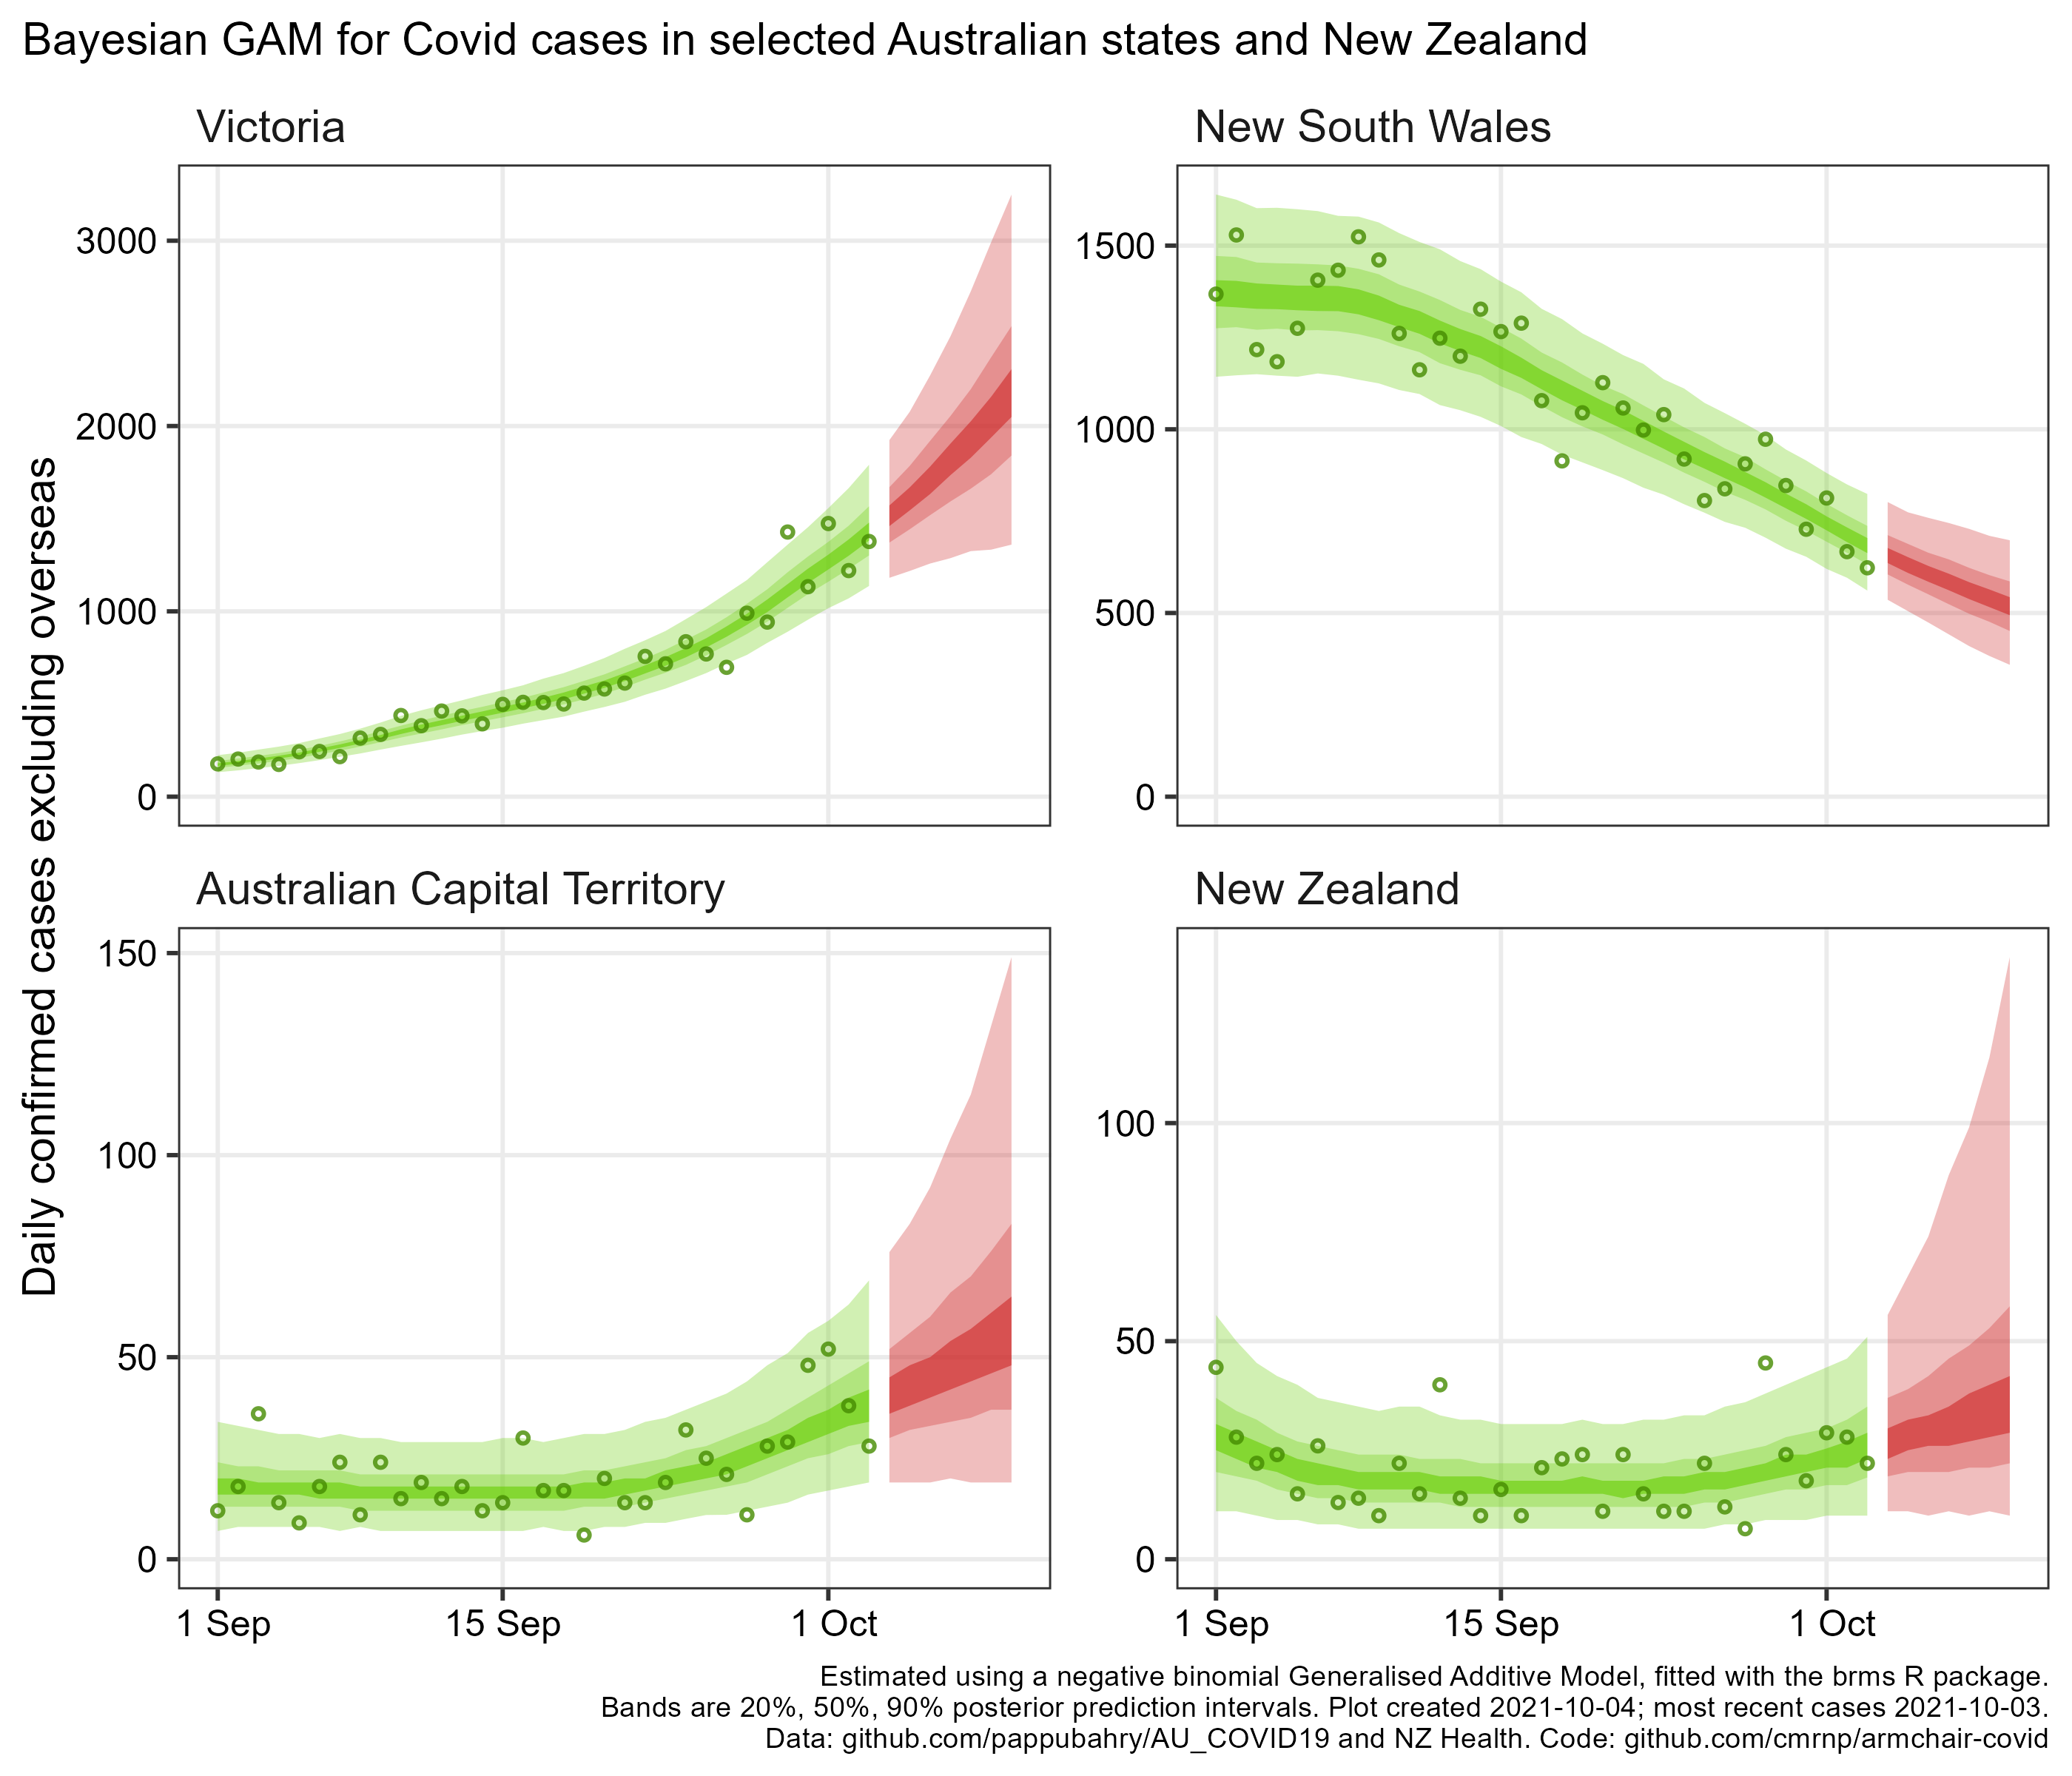 Bayesian GAM for Covid cases in selected Australian states and New Zealand
Victoria
New South Wales
Daily confirmed cases excluding overseas
3000
2000
1000
0
1500
1000
500
0
Australian Capital Territory
New Zealand
150
100
50
0
100
50
0
1 Sep
15 Sep
1 Oct
1 Sep
15 Sep
1 Oct
Estimated using a negative binomial Generalised Additive Model, fitted with the brms R package.
Bands are 20%, 50%, 90% posterior prediction intervals. Plot created 2021-10-04; most recent cases 2021-10-03.
Data: github.com/pappubahry/AU_COVID19 and NZ Health. Code: github.com/cmrnp/armchair-covid